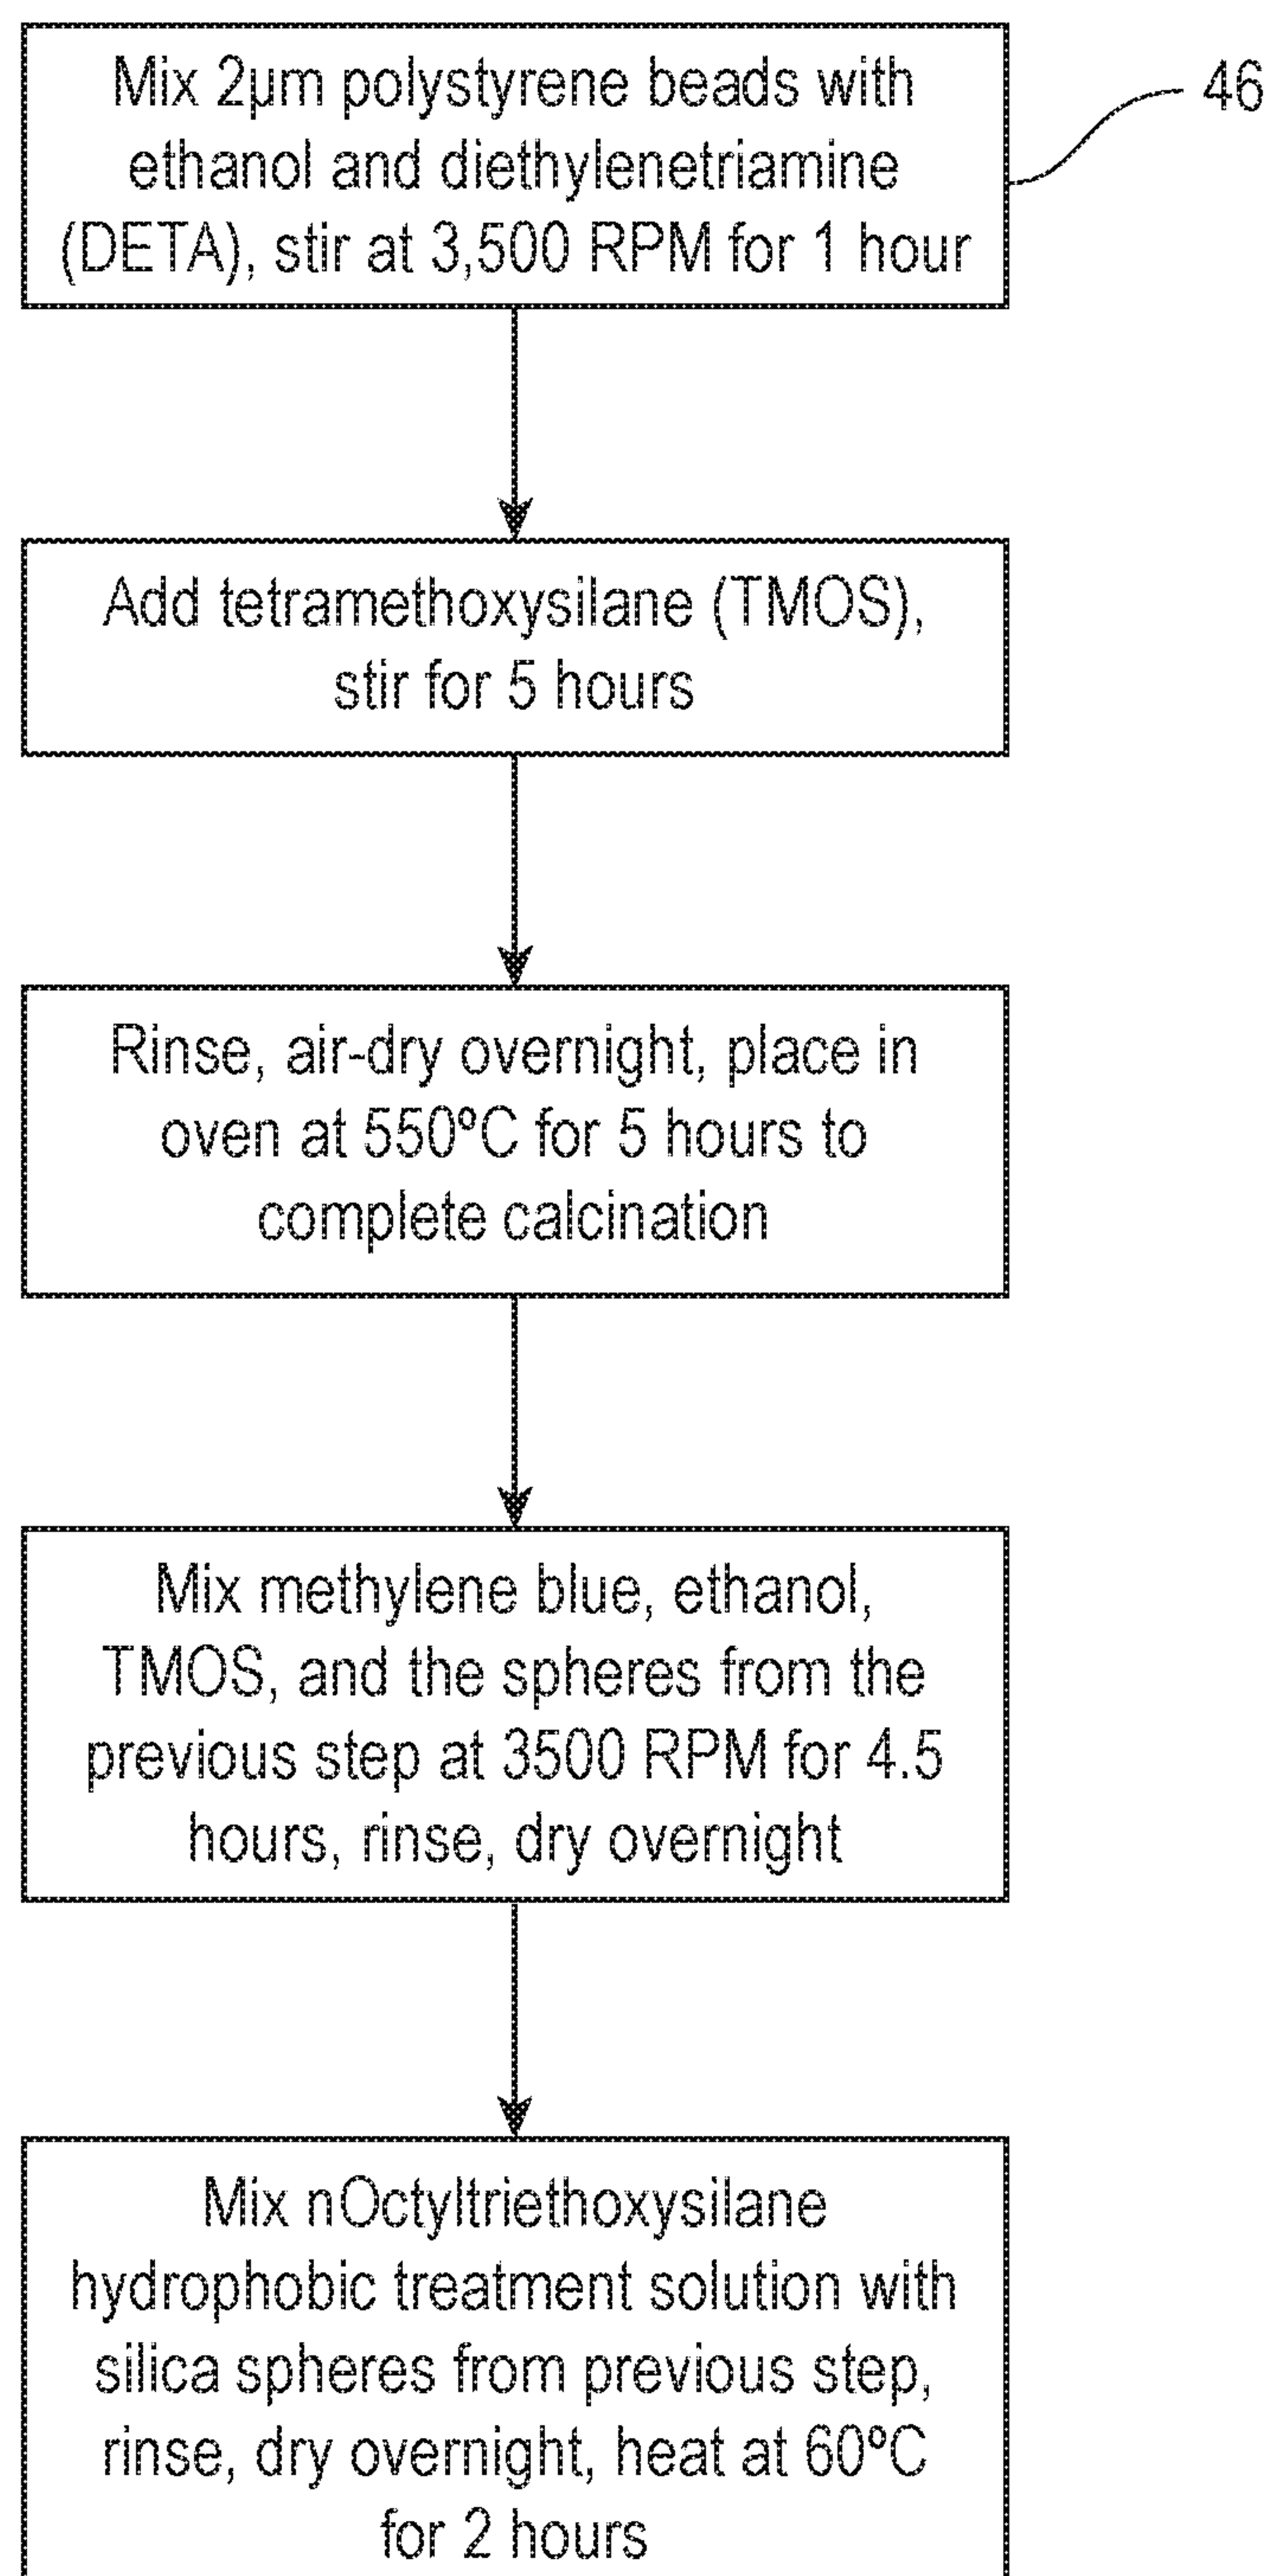 Mix 2µm polystyrene beads with
ethanol and diethylenetriamine
(DETA), stir at 3,500 RPM for 1 hour
46
Add tetramethoxysilane (TMOS),
stir for 5 hours
Rinse, air-dry overnight, place in
oven at 550ºC for 5 hours to
complete calcination
Mix methylene blue, ethanol,
TMOS, and the spheres from the
previous step at 3500 RPM for 4.5
hours, rinse, dry overnight
Mix nOctyltriethoxysilane
hydrophobic treatment solution with
silica spheres from previous step,
rinse, dry overnight, heat at 60ºC
for 2 hours